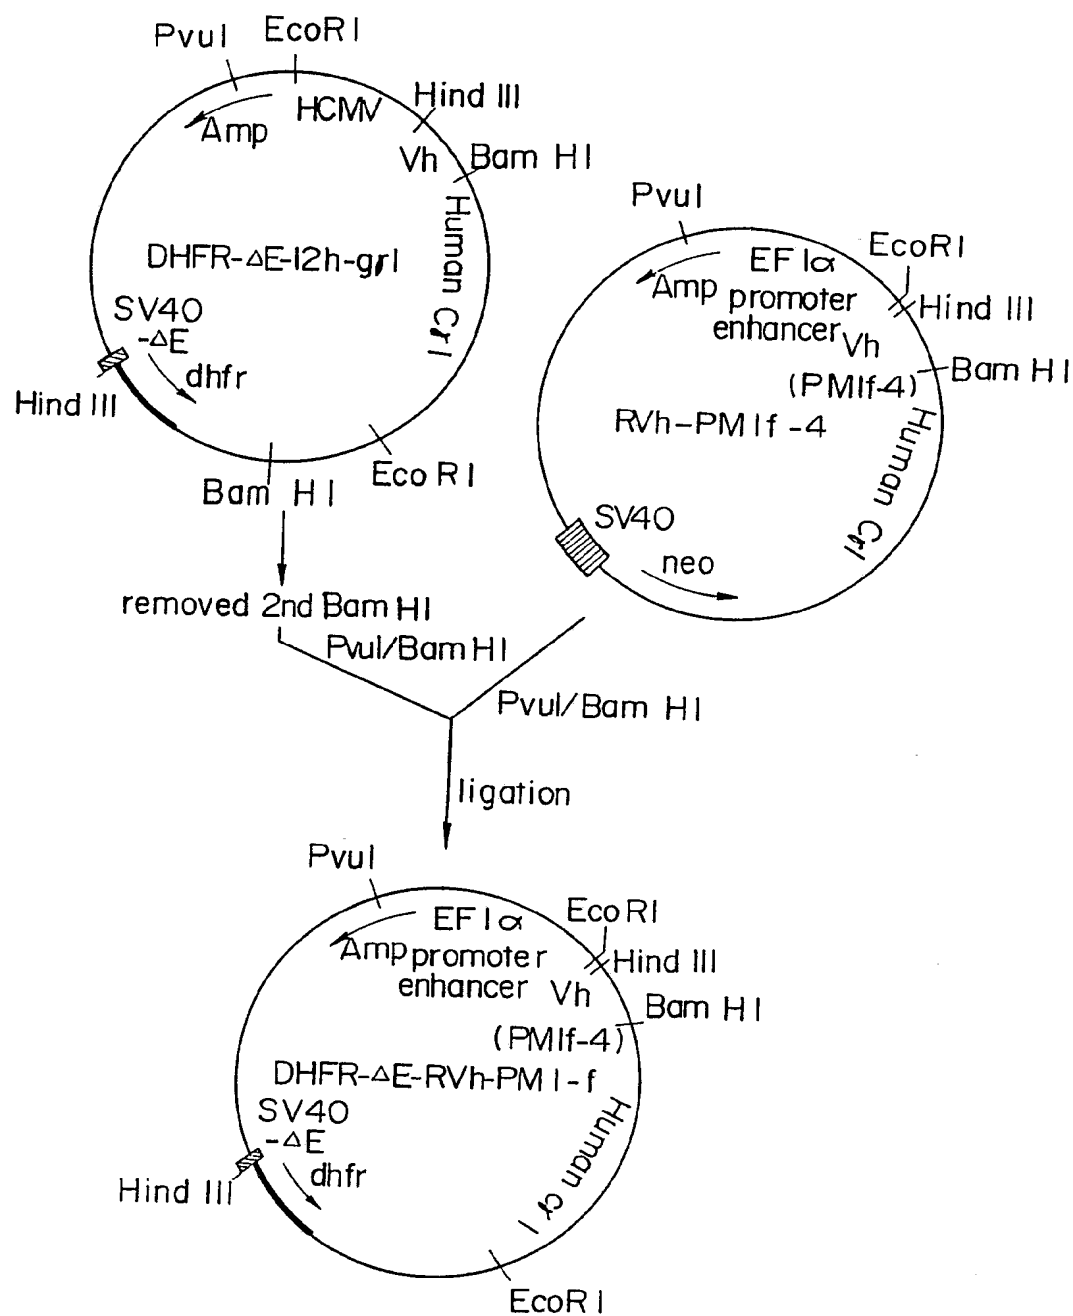 PvuI
EcoRI
HCMV
Hind III
Amp
Vh
Bam HI
Human Cγ1
DHFR-ΔE-12h-gγ1
SV40
-ΔE
dhfr
Hind III
Bam HI
EcoRI
PvuI
EF1α
promoter
enhancer
EcoRI
Hind III
Amp
Vh
(PM1f-4)
Bam HI
RVh-PM1f-4
Human Cγ1
SV40
neo
removed 2nd Bam HI
PvuI/BamHI
PvuI/Bam HI
ligation
PvuI
EF1α
promoter
enhancer
EcoRI
Hind III
Amp
Vh
(PM1f-4)
Bam HI
DHFR-ΔE-RVh-PM1-f
SV40
-ΔE
dhfr
Human cγ1
Hind III
EcoRI